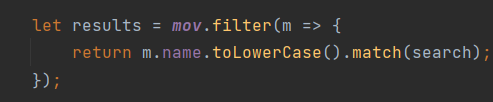 let results = mov.filter(m => {
return m.name.toLowerCase().match(search);
});